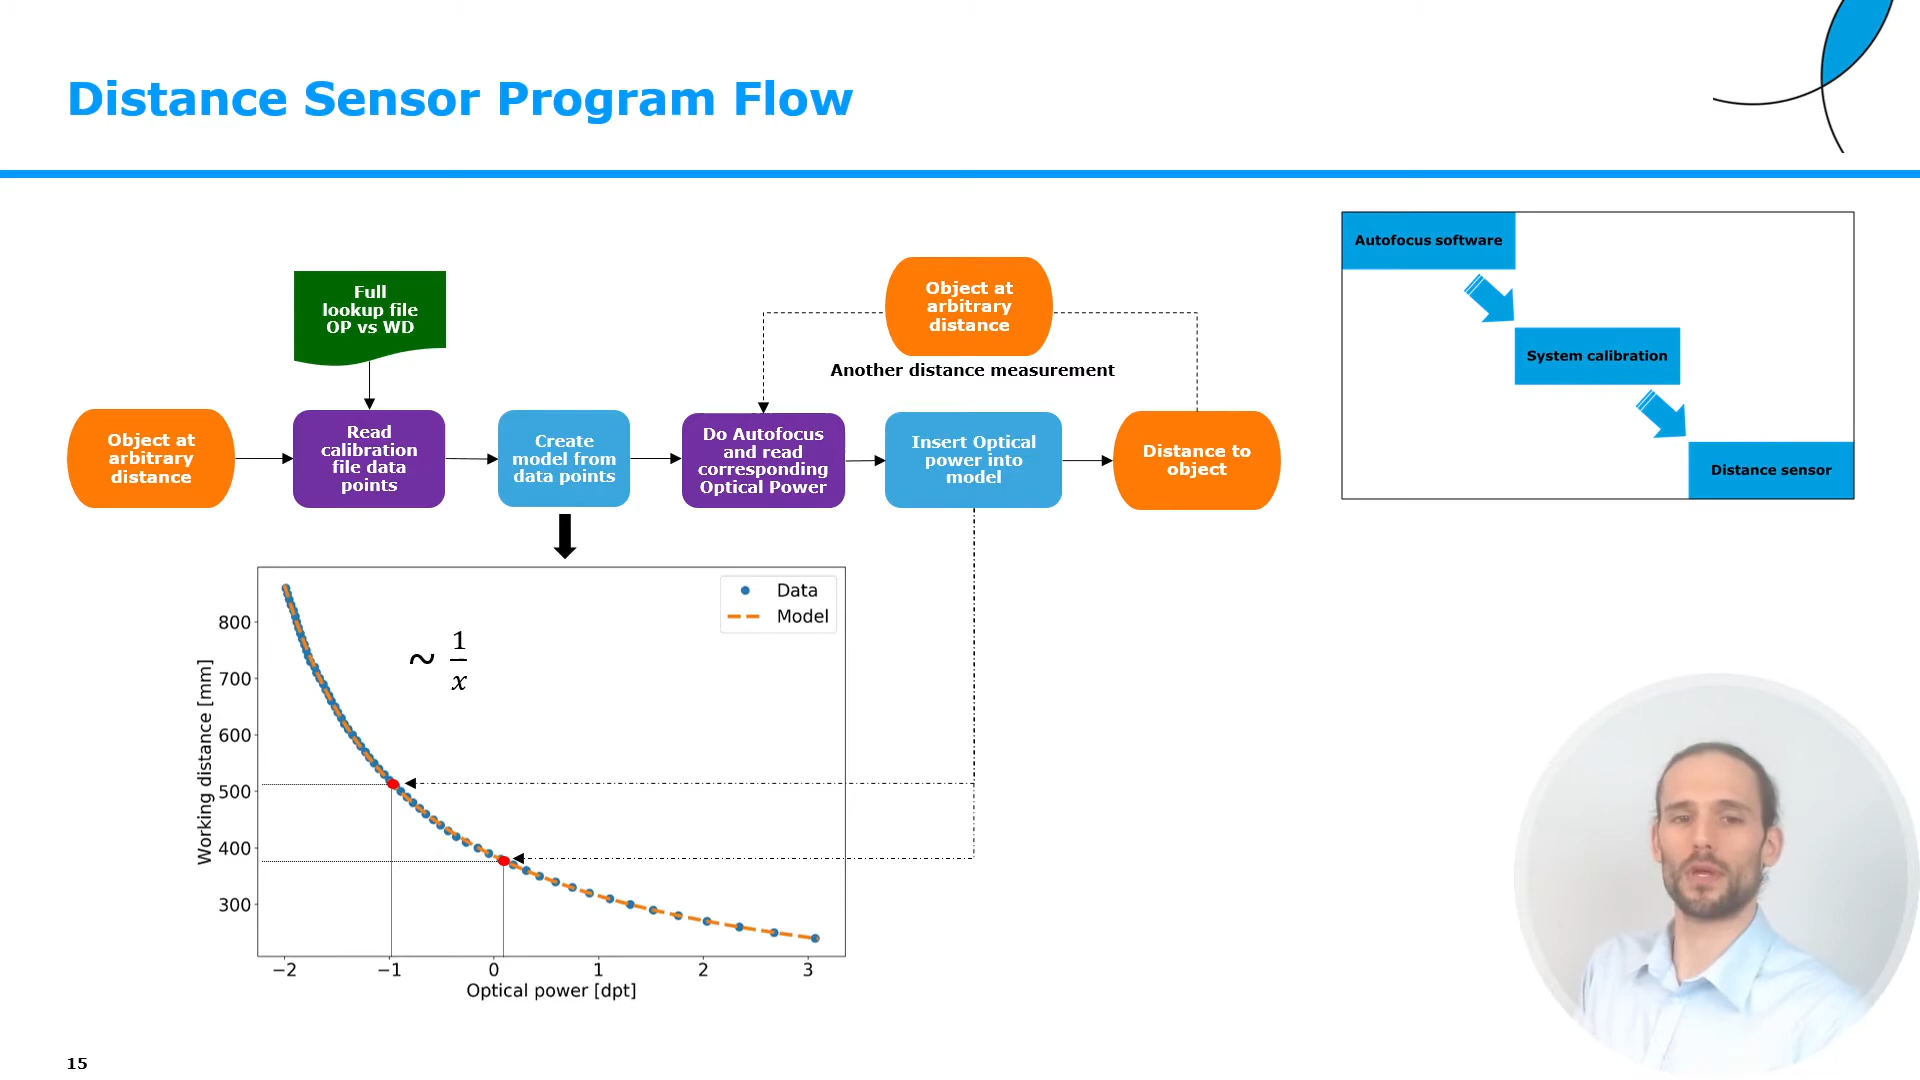 Distance Sensor Program Flow
Full
lookup file
OP vs WD
Object at
arbitrary
distance
Another distance measurement
Object at
arbitrary
distance
Read
calibration
file data
points
Create
model from
data points
Do Autofocus
and read
corresponding
Optical Power
Insert Optical
power into
model
Distance to
object
Autofocus software
System calibration
Distance sensor
Data
Model
~ 1/x
Working distance [mm]
800
700
600
500
400
300
−2 −1 0 1 2 3
Optical power [dpt]
15